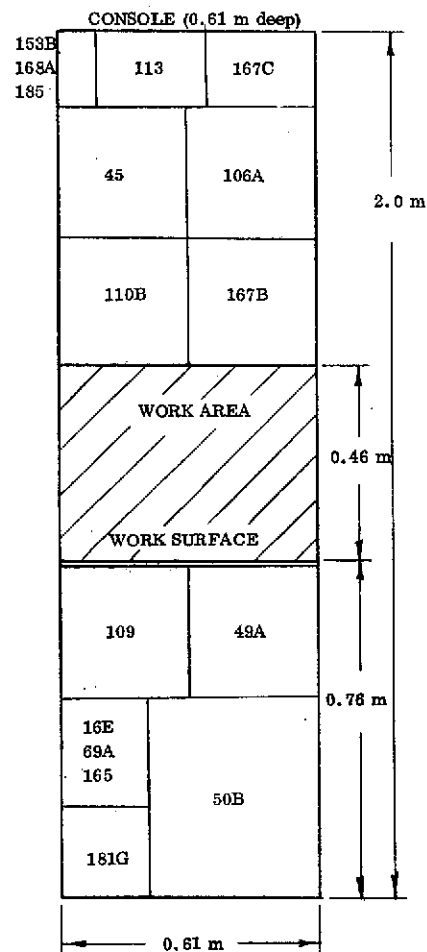 CONSOLE (0.61 m deep)
153B
168A
185
113
167C
45
106A
2.0 m
110B
167B
WORK AREA
0.46 m
WORK SURFACE
109
49A
0.76 m
16E
69A
165
50B
181G
0.61 m